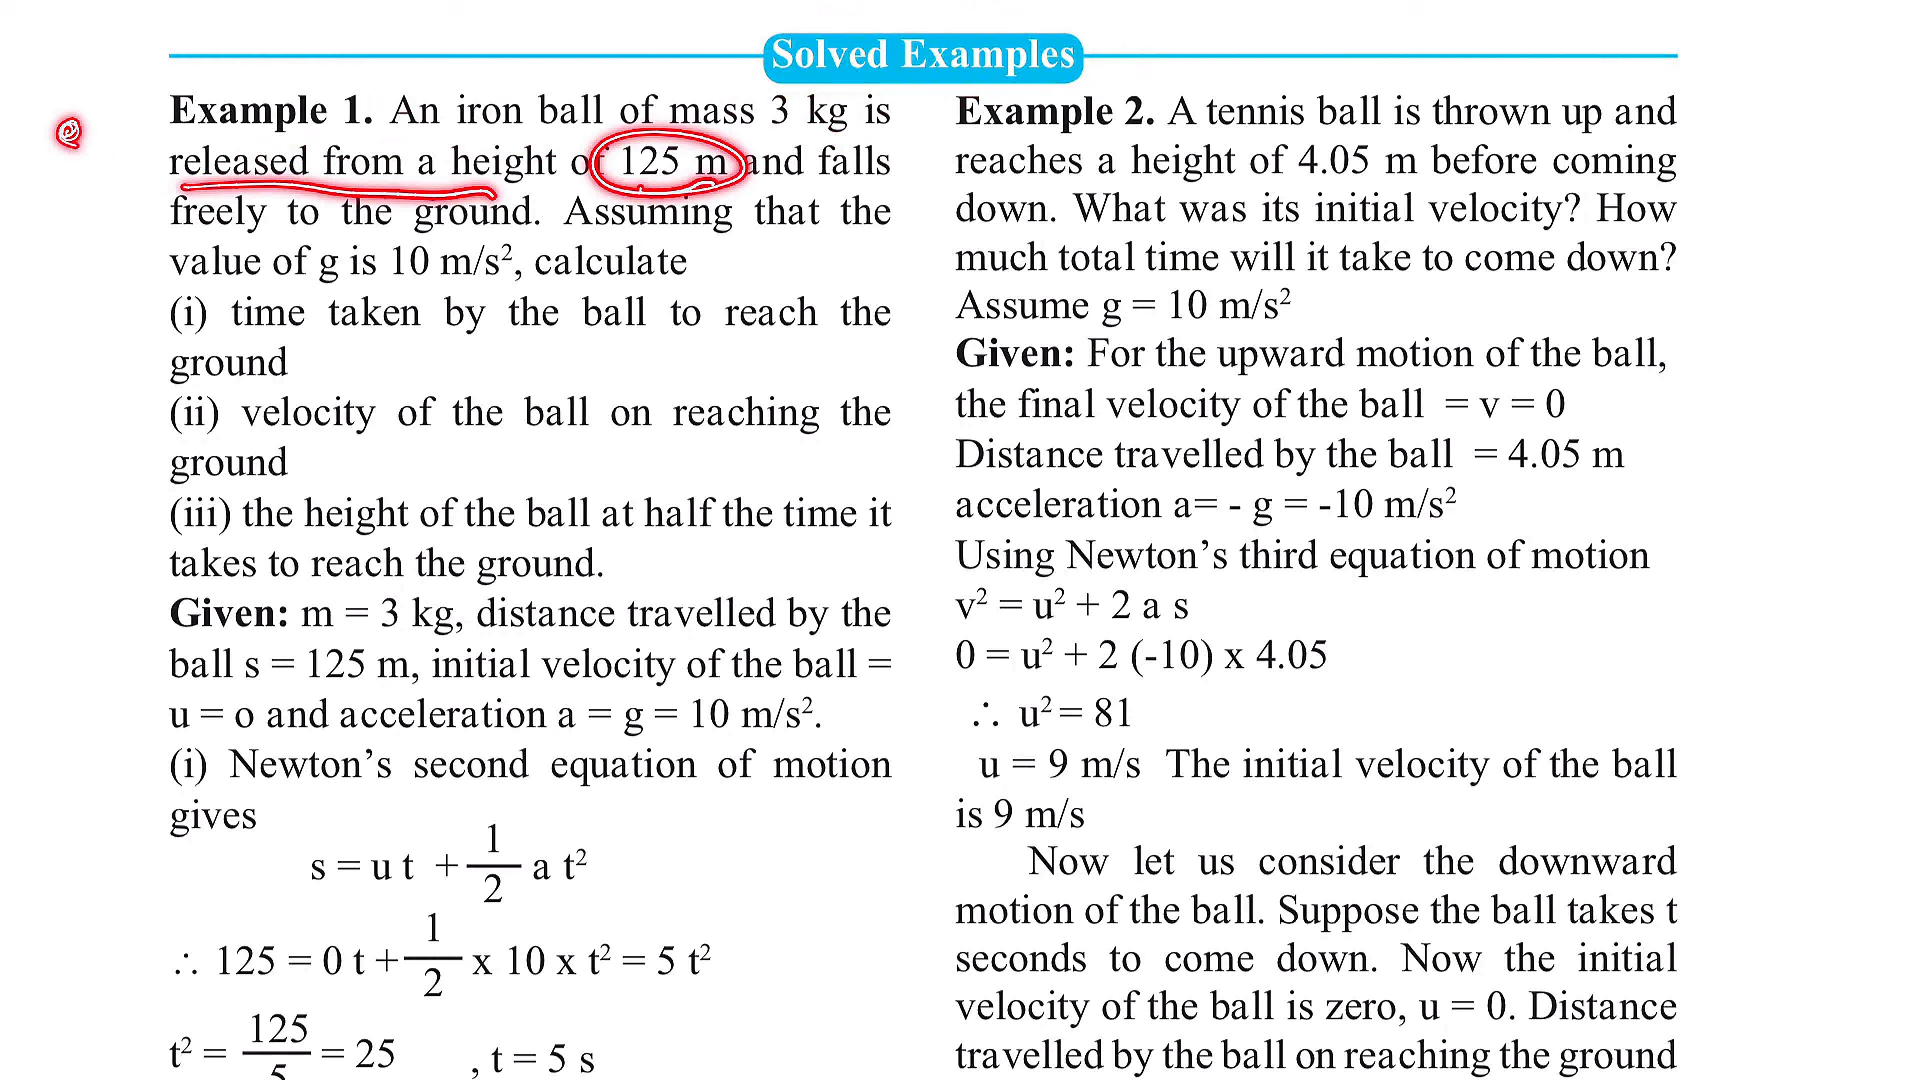 Solved Examples
Example 1. An iron ball of mass 3 kg is
released from a height of 125 m and falls
freely to the ground. Assuming that the
value of g is 10 m/s², calculate
(i) time taken by the ball to reach the
ground
(ii) velocity of the ball on reaching the
ground
(iii) the height of the ball at half the time it
takes to reach the ground.
Given: m = 3 kg, distance travelled by the
ball s = 125 m, initial velocity of the ball =
u = o and acceleration a = g = 10 m/s².
(i) Newton’s second equation of motion
gives
s = u t + 1/2 a t²
∴ 125 = 0 t + 1/2 x 10 x t² = 5 t²
t² = 125/5 = 25 , t = 5 s
Example 2. A tennis ball is thrown up and
reaches a height of 4.05 m before coming
down. What was its initial velocity? How
much total time will it take to come down?
Assume g = 10 m/s²
Given: For the upward motion of the ball,
the final velocity of the ball = v = 0
Distance travelled by the ball = 4.05 m
acceleration a= - g = -10 m/s²
Using Newton’s third equation of motion
v² = u² + 2 a s
0 = u² + 2 (-10) x 4.05
∴ u² = 81
u = 9 m/s The initial velocity of the ball
is 9 m/s
Now let us consider the downward
motion of the ball. Suppose the ball takes t
seconds to come down. Now the initial
velocity of the ball is zero, u = 0. Distance
travelled by the ball on reaching the ground